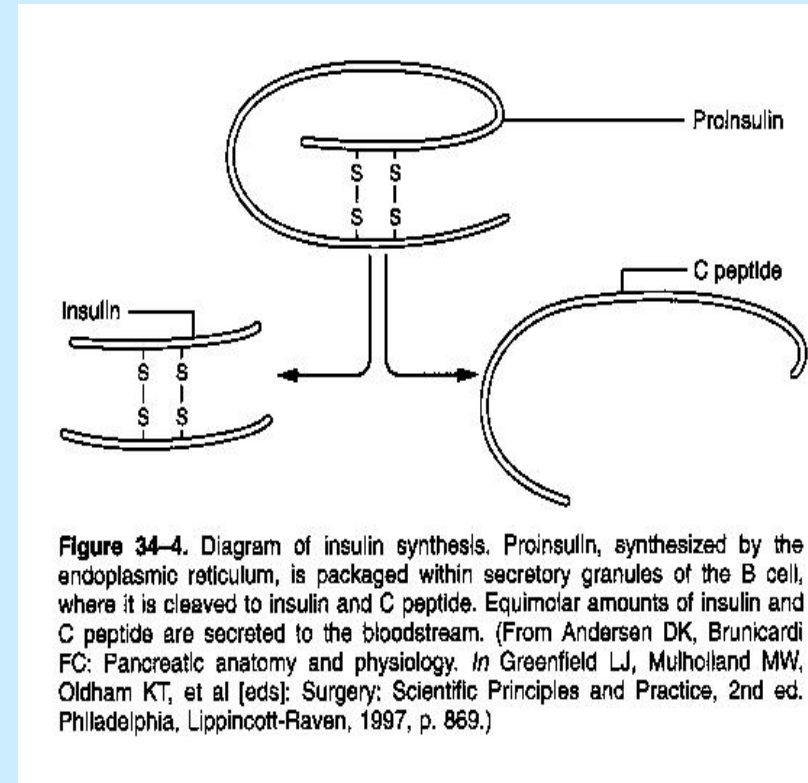 Proinsulin
S S
S S
C peptide
Insulin
S S
S S
Figure 34–4. Diagram of insulin synthesis. Proinsulin, synthesized by the
endoplasmic reticulum, is packaged within secretory granules of the B cell,
where it is cleaved to insulin and C peptide. Equimolar amounts of insulin and
C peptide are secreted to the bloodstream. (From Andersen DK, Brunicardi
FC: Pancreatic anatomy and physiology. In Greenfield LJ, Mulholland MW,
Oldham KT, et al [eds]: Surgery: Scientific Principles and Practice, 2nd ed.
Philadelphia, Lippincott-Raven, 1997, p. 869.)